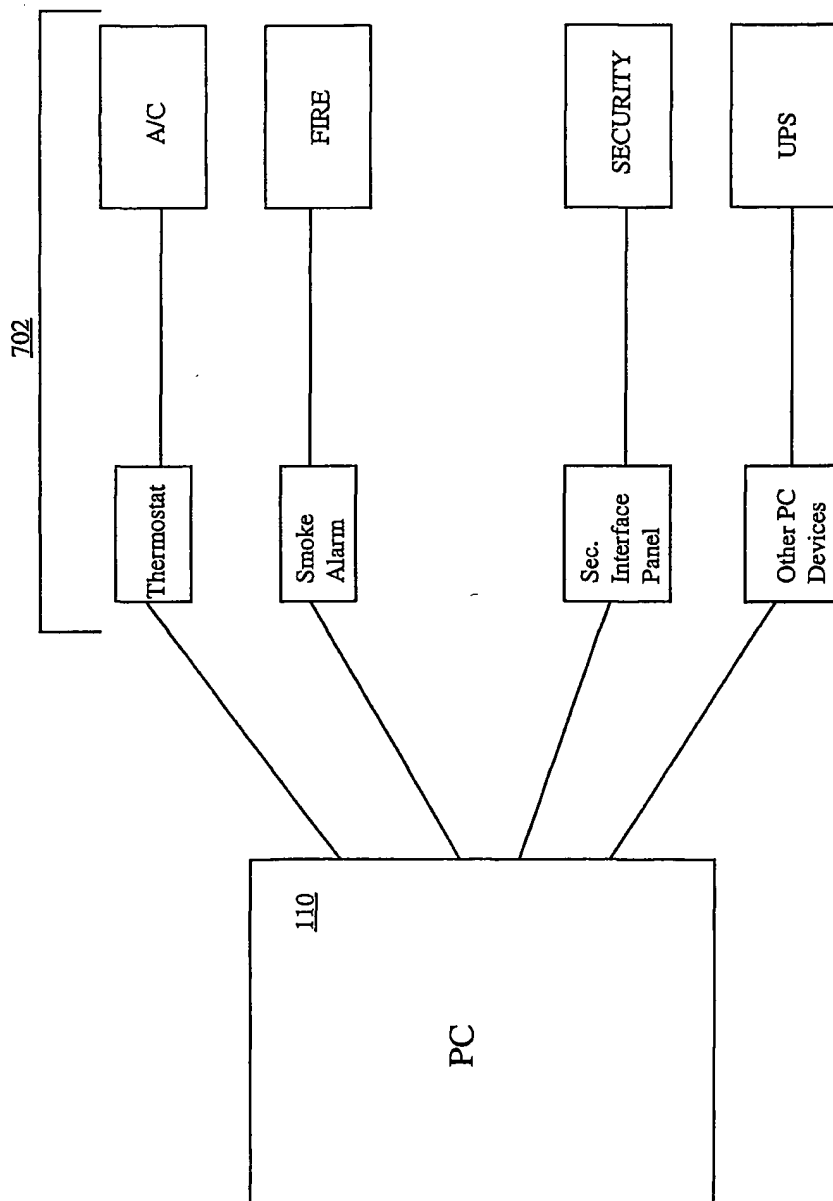 702
A/C
Thermostat
FIRE
Smoke
Alarm
SECURITY
Sec.
Interface
Panel
UPS
Other PC
Devices
110
PC